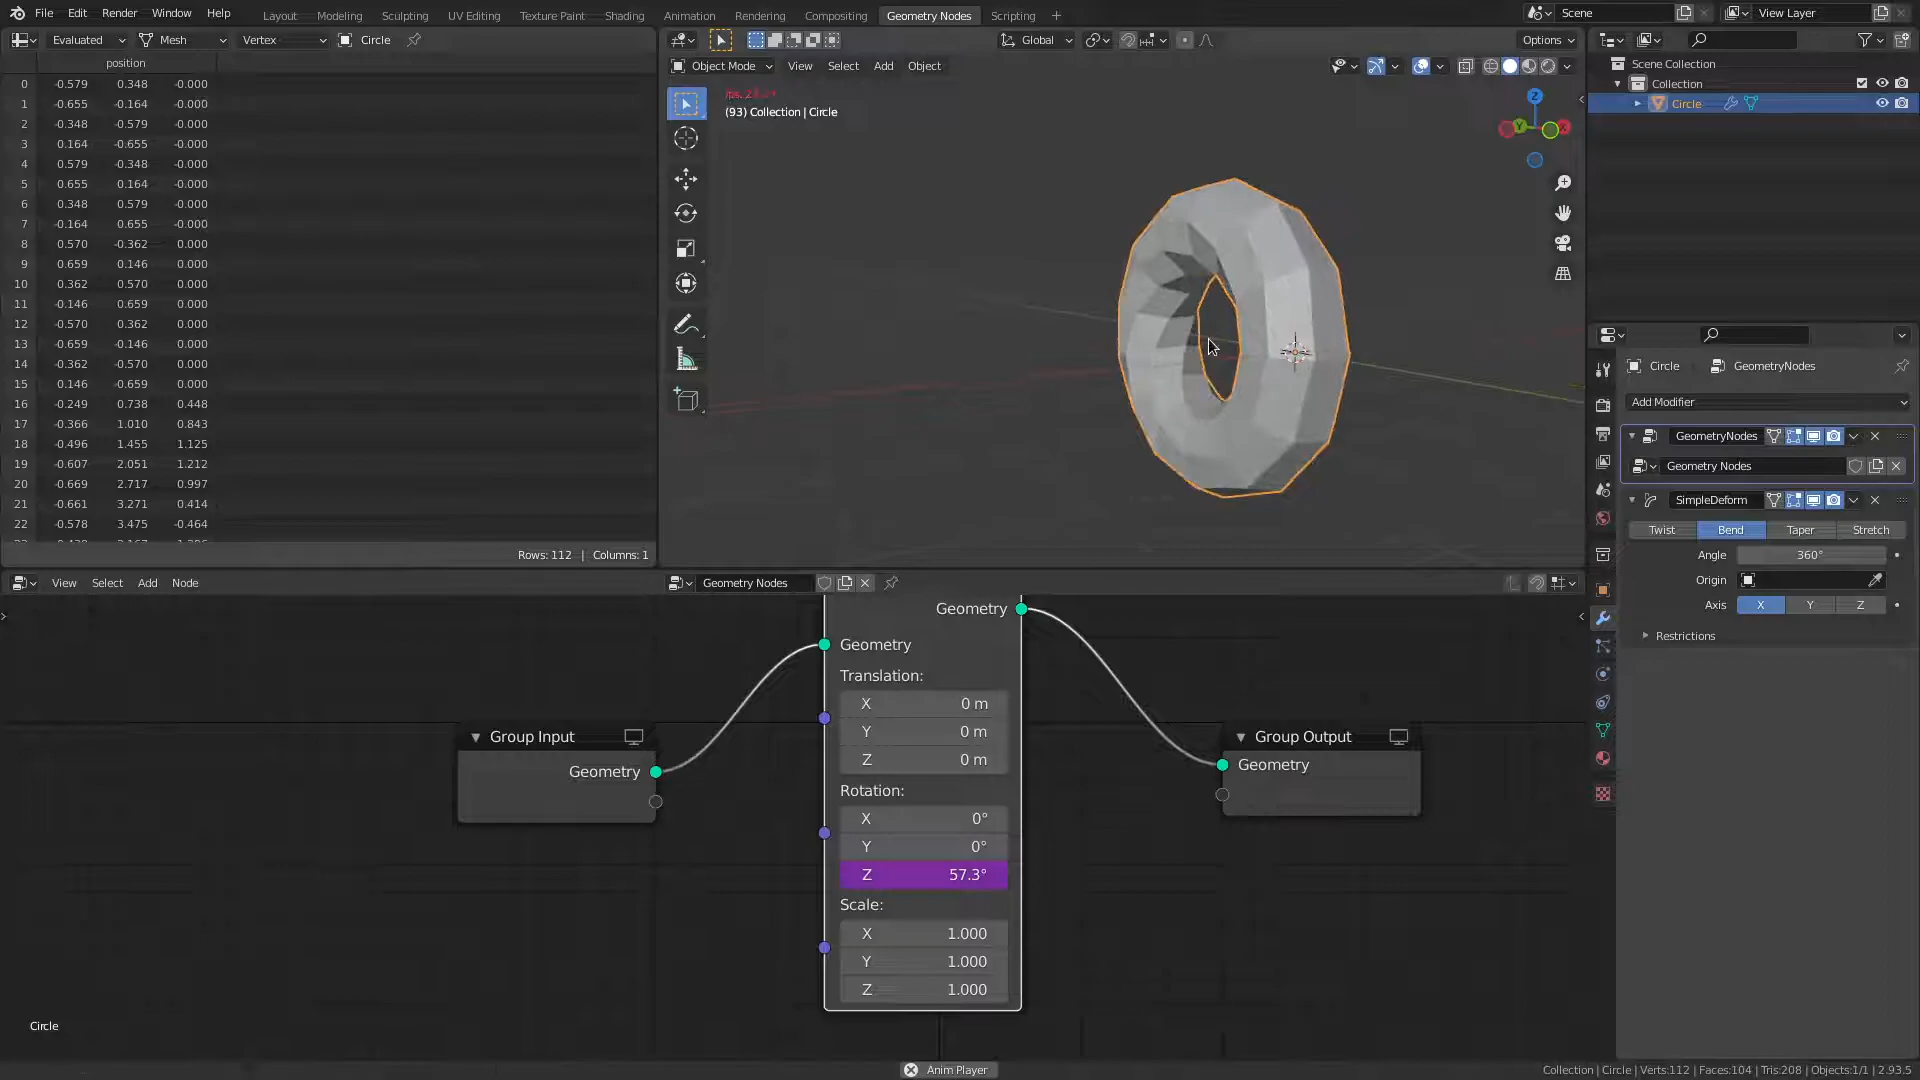 File Edit Render Window Help Layout Modeling Sculpting UV Editing Texture Paint Shading Animation Rendering Compositing Geometry Nodes Scripting + Scene View Layer
Evaluated Mesh Vertex Circle
Global Options
Object Mode View Select Add Object
position
0 -0.579 0.348 -0.000
1 -0.655 -0.164 -0.000
2 -0.348 -0.579 -0.000
3 0.164 -0.655 -0.000
4 0.579 -0.348 -0.000
5 0.655 0.164 -0.000
6 0.348 0.579 -0.000
7 -0.164 0.655 -0.000
8 0.570 -0.362 0.000
9 0.659 0.146 0.000
10 0.362 0.570 0.000
11 -0.146 0.659 0.000
12 -0.570 0.362 0.000
13 -0.659 -0.146 0.000
14 -0.362 -0.570 0.000
15 0.146 -0.659 0.000
16 -0.249 0.738 0.448
17 -0.366 1.010 0.843
18 -0.496 1.455 1.125
19 -0.607 2.051 1.212
20 -0.669 2.717 0.997
21 -0.661 3.271 0.414
22 -0.578 3.475 -0.464
Rows: 112 | Columns: 1
(93) Collection | Circle
Z
Y
X
Scene Collection
Collection
Circle
Circle GeometryNodes
Add Modifier
GeometryNodes
Geometry Nodes
SimpleDeform
Twist Bend Taper Stretch
Angle 360°
Origin
Axis X Y Z
Restrictions
View Select Add Node Geometry Nodes
Geometry
Geometry
Translation:
X 0 m
Y 0 m
Z 0 m
Rotation:
X 0°
Y 0°
Z 57.3°
Scale:
X 1.000
Y 1.000
Z 1.000
Group Input
Geometry
Group Output
Geometry
Circle
Anim Player
Collection | Circle | Verts:112 | Faces:104 | Tris:208 | Objects:1/1 | 2.93.5